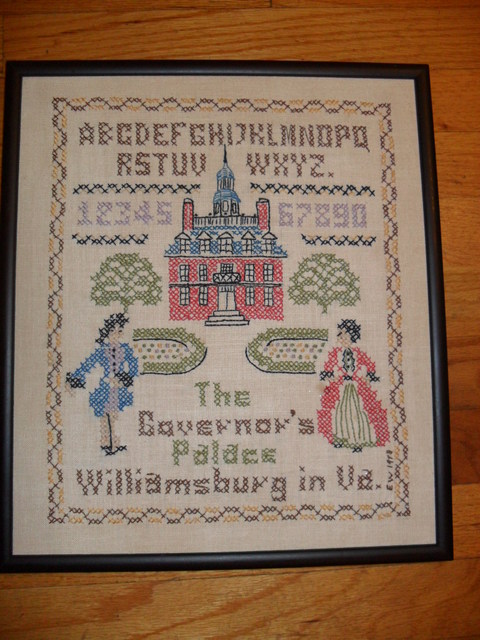 ABCDEFGHIJKLMNOPQ
RSTUV WXYZ.
12345 67890
The
Governor's
Palace
Williamsburg in Va.